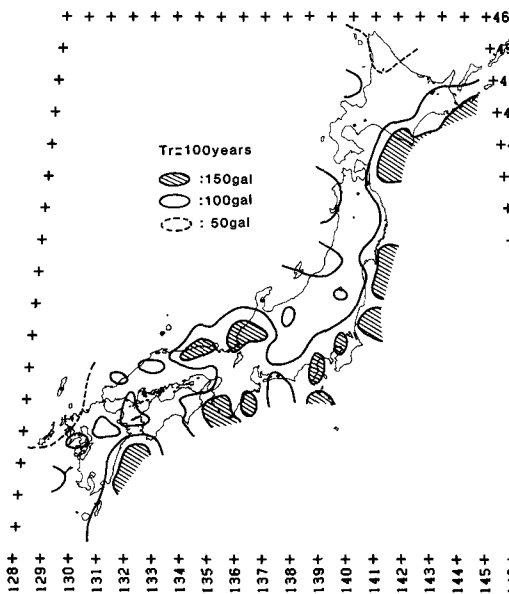 +46
Tr=100years
:150gal
:100gal
: 50gal
128+ 129+ 130+ 131+ 132+ 133+ 134+ 135+ 136+ 137+ 138+ 139+ 140+ 141+ 142+ 143+ 144+ 145+